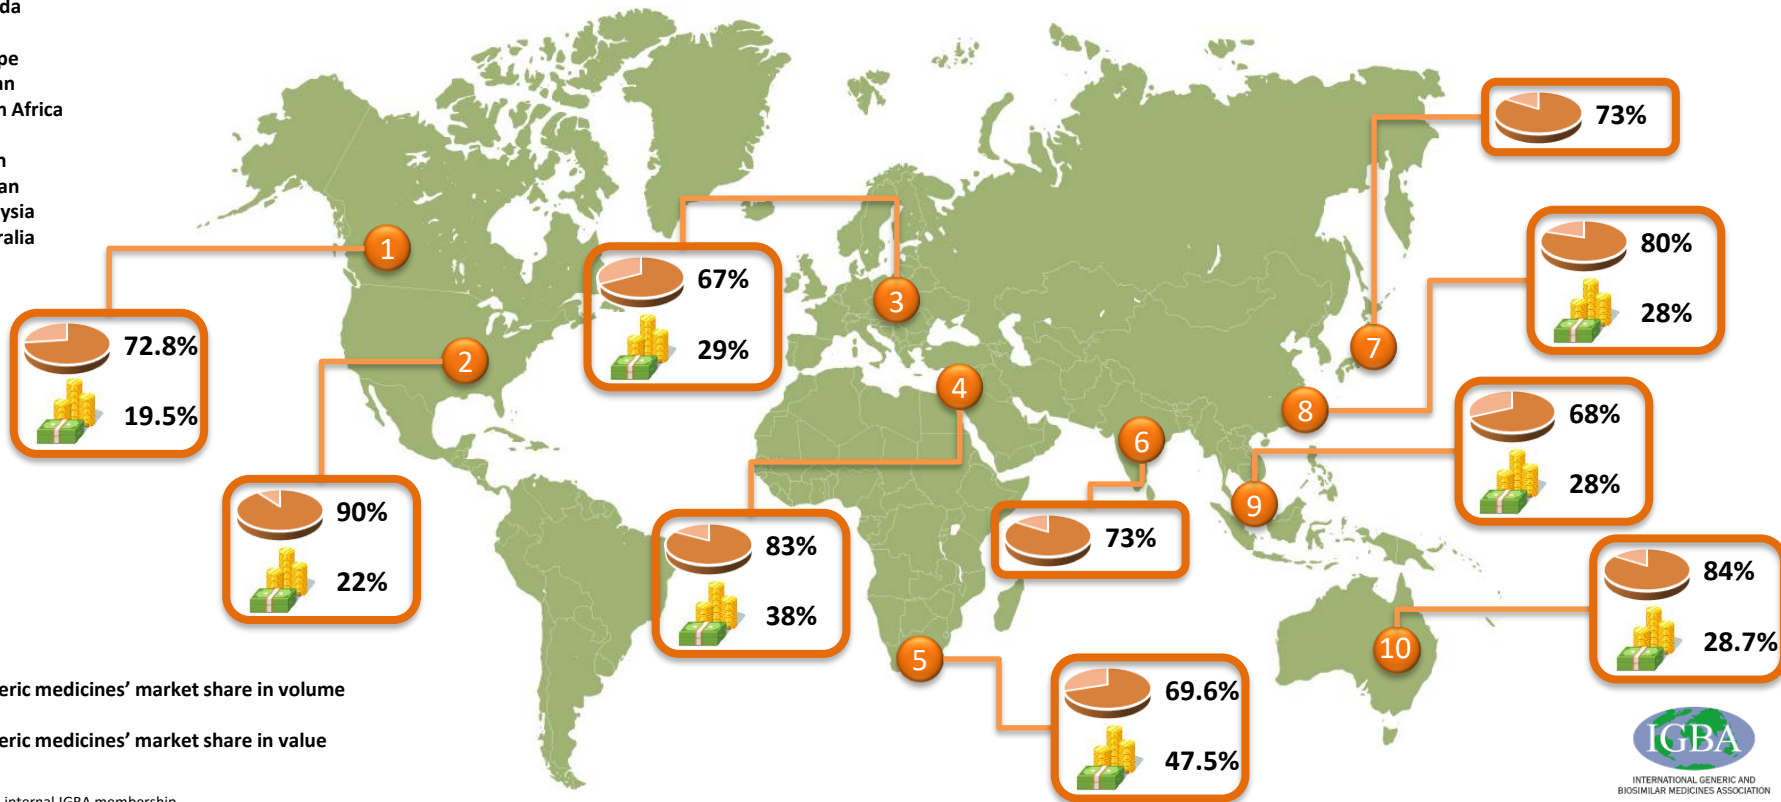 da
pe
an
h Africa
n
an
ysia
ralia
1
2
3
4
5
6
7
8
9
10
72.8%
19.5%
90%
22%
67%
29%
83%
38%
69.6%
47.5%
73%
73%
80%
28%
68%
28%
84%
28.7%
eric medicines’ market share in volume
eric medicines’ market share in value
internal IGBA membership
IGBA
INTERNATIONAL GENERIC AND
BIOSIMILAR MEDICINES ASSOCIATION